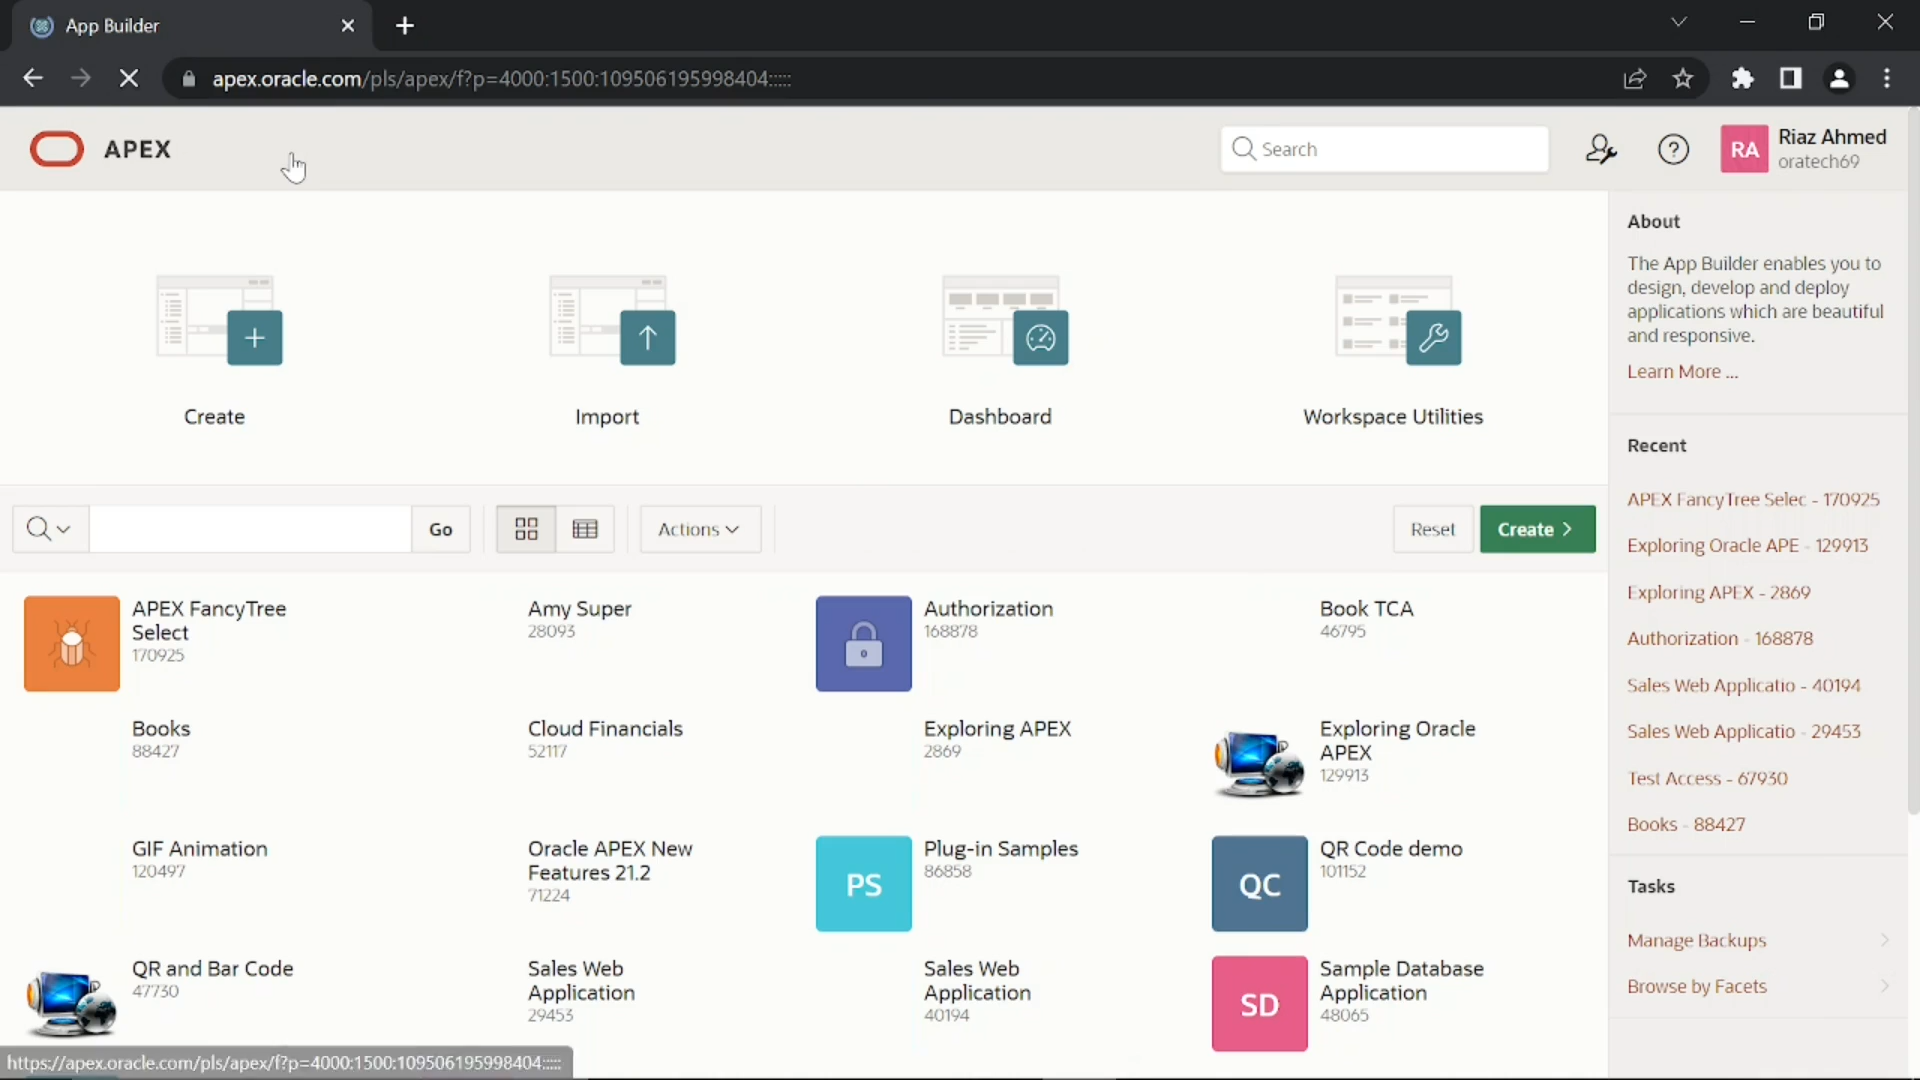 App Builder
apex.oracle.com/pls/apex/f?p=4000:1500:109506195998404:::::
APEX
Search
RA
Riaz Ahmed
oratech69
Create
Import
Dashboard
Workspace Utilities
About
The App Builder enables you to
design, develop and deploy
applications which are beautiful
and responsive.
Learn More ...
Go
Actions
Reset
Create
APEX FancyTree
Select
170925
Amy Super
28093
Authorization
168878
Book TCA
46795
Books
88427
Cloud Financials
52117
Exploring APEX
2869
Exploring Oracle
APEX
129913
GIF Animation
120497
Oracle APEX New
Features 21.2
71224
PS
Plug-in Samples
86858
QC
QR Code demo
101152
QR and Bar Code
47730
Sales Web
Application
29453
Sales Web
Application
40194
SD
Sample Database
Application
48065
Recent
APEX FancyTree Selec - 170925
Exploring Oracle APE - 129913
Exploring APEX - 2869
Authorization - 168878
Sales Web Applicatio - 40194
Sales Web Applicatio - 29453
Test Access - 67930
Books - 88427
Tasks
Manage Backups
Browse by Facets
https://apex.oracle.com/pls/apex/f?p=4000:1500:109506195998404:::::